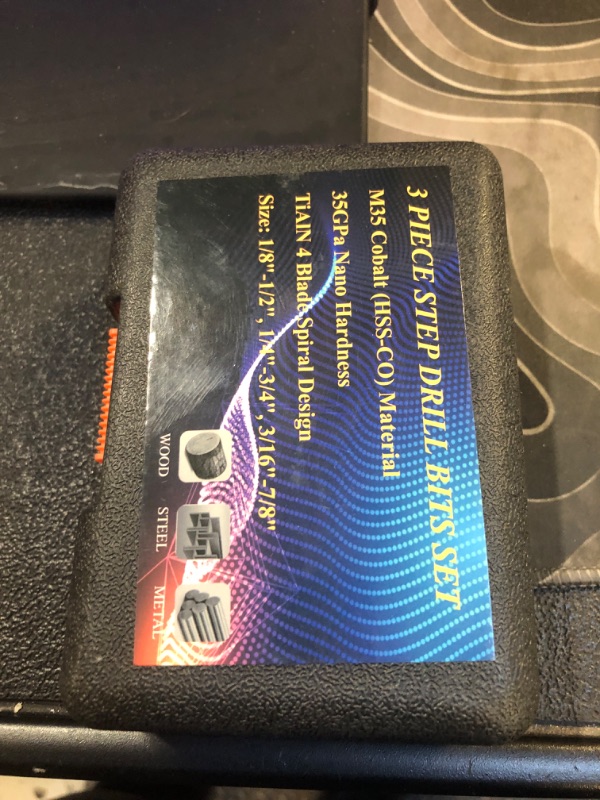 3 PIECE STEP DRILL BITS SET
M35 Cobalt (HSS-CO) Material
35GPa Nano Hardness
TiAlN 4 Blade Spiral Design
Size: 1/8"-1/2" , 1/4"-3/4" , 3/16"-7/8"
WOOD STEEL METAL